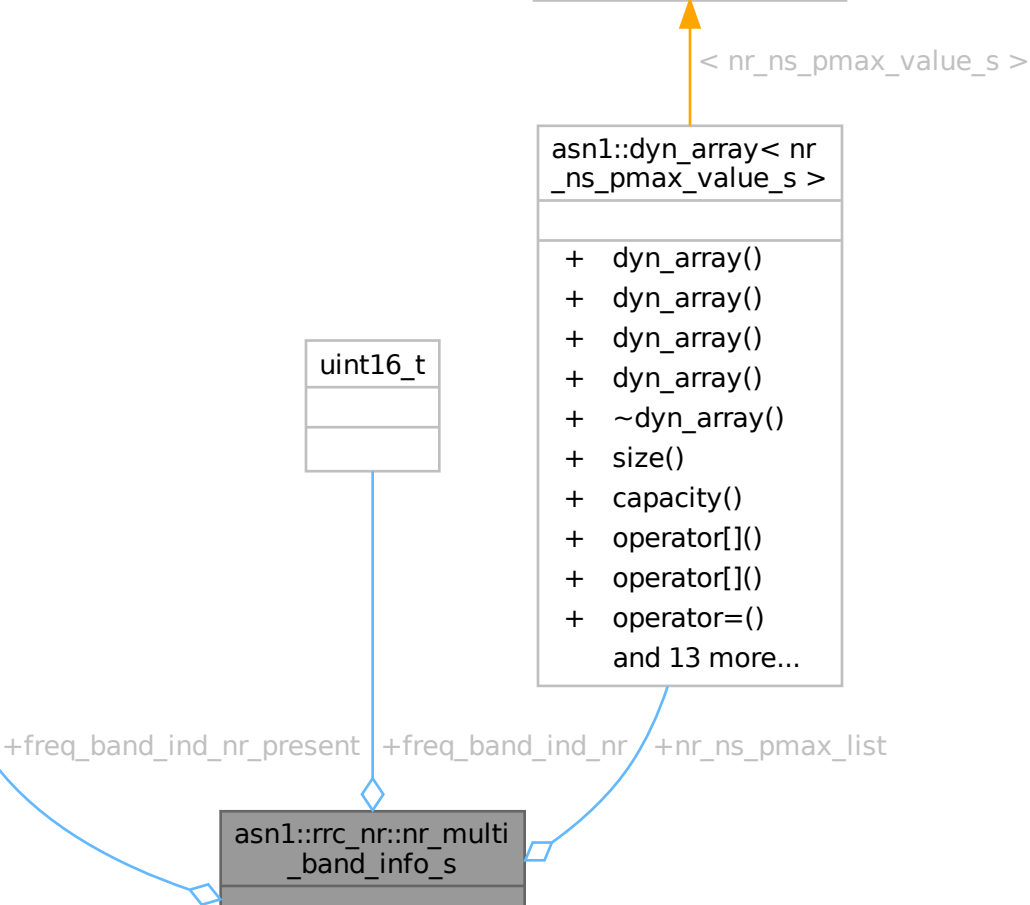 < nr_ns_pmax_value_s >
asn1::dyn_array< nr
_ns_pmax_value_s >
+ dyn_array()
+ dyn_array()
+ dyn_array()
+ dyn_array()
+ ~dyn_array()
+ size()
+ capacity()
+ operator[]()
+ operator[]()
+ operator=()
and 13 more...
uint16_t
+freq_band_ind_nr_present
+freq_band_ind_nr
+nr_ns_pmax_list
asn1::rrc_nr::nr_multi
_band_info_s